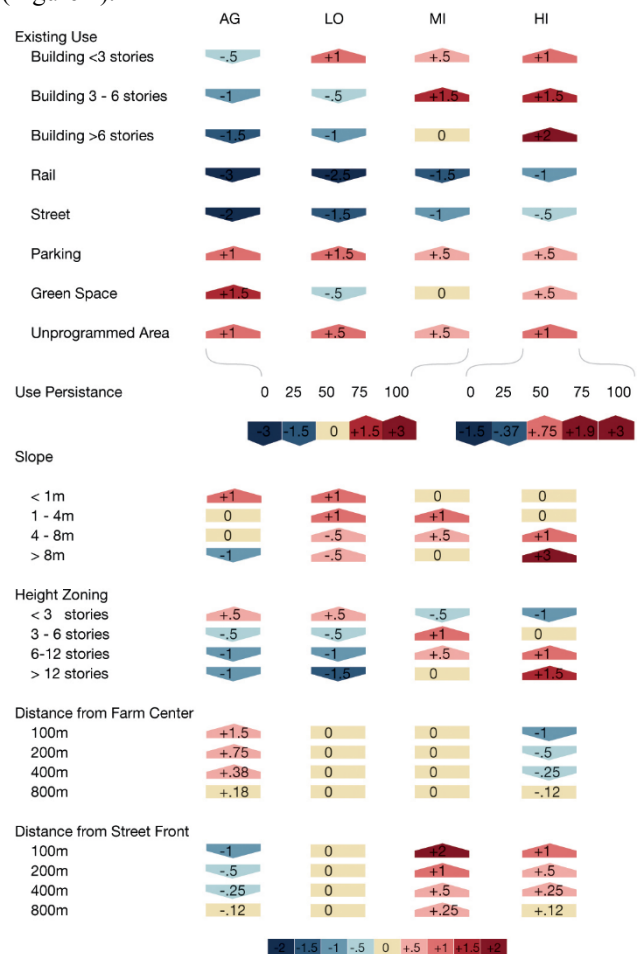 AG LO MI HI
Existing Use
Building <3 stories -.5 +1 +.5 +1
Building 3 - 6 stories -1 -.5 +1.5 +1.5
Building >6 stories -1.5 -1 0 +2
Rail -3 -2.5 -1.5 -1
Street -2 -1.5 -1 -.5
Parking +1 +1.5 +.5 +.5
Green Space +1.5 -.5 0 +.5
Unprogrammed Area +1 +.5 +.5 +1
Use Persistance 0 25 50 75 100 0 25 50 75 100
-3 -1.5 0 +1.5 +3 -1.5 -.37 +.75 +1.9 +3
Slope
< 1m +1 +1 0 0
1 - 4m 0 +1 +1 0
4 - 8m 0 -.5 +.5 +1
> 8m -1 -.5 0 +3
Height Zoning
< 3 stories +.5 +.5 -.5 -1
3 - 6 stories -.5 -.5 +1 0
6-12 stories -1 -1 +.5 +1
> 12 stories -1 -1.5 0 +1.5
Distance from Farm Center
100m +1.5 0 0 -1
200m +.75 0 0 -.5
400m +.38 0 0 -.25
800m +.18 0 0 -.12
Distance from Street Front
100m -1 0 +2 +1
200m -.5 0 +1 +.5
400m -.25 0 +.5 +.25
800m -.12 0 +.25 +.12
-2 -1.5 -1 -.5 0 +.5 +1 +1.5 +2